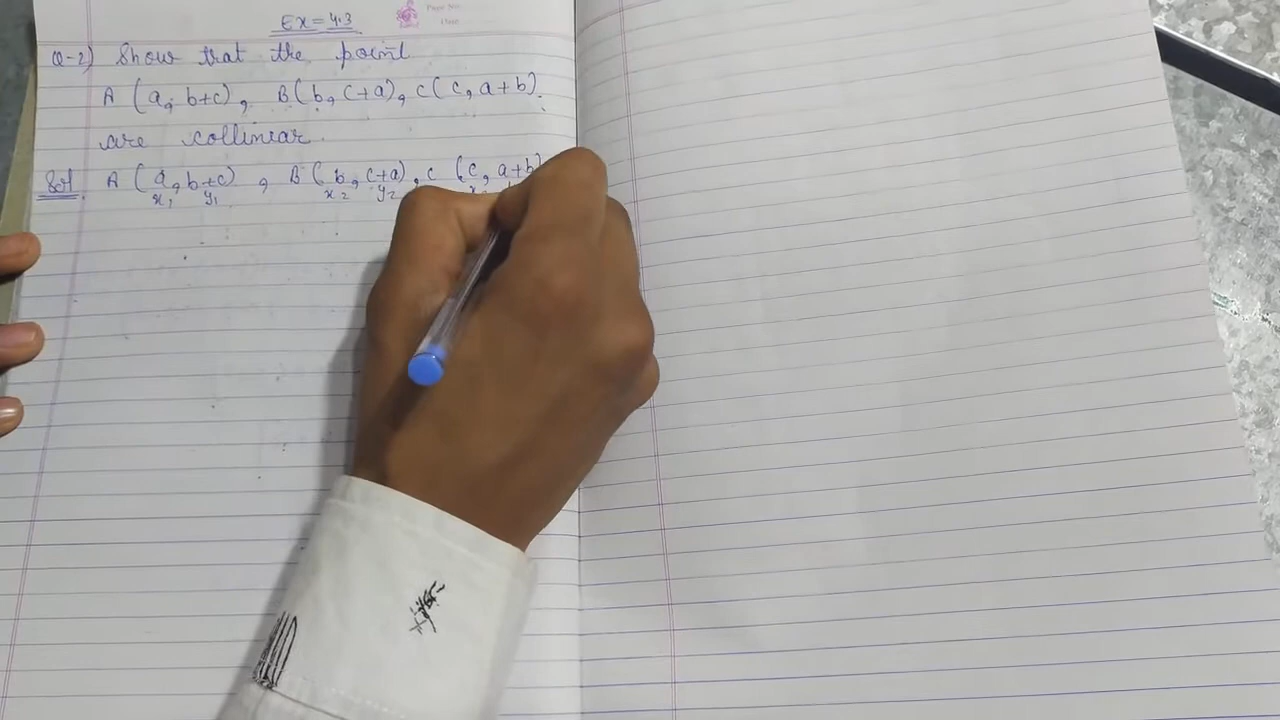 Ex = 4.3
Q-2) Show that the point
A (a, b+c), B(b, c+a), C(c, a+b)
are collinear.
Sol. A (a, b+c), B (b, c+a), C (c, a+b)
x₁ y₁ x₂ y₂